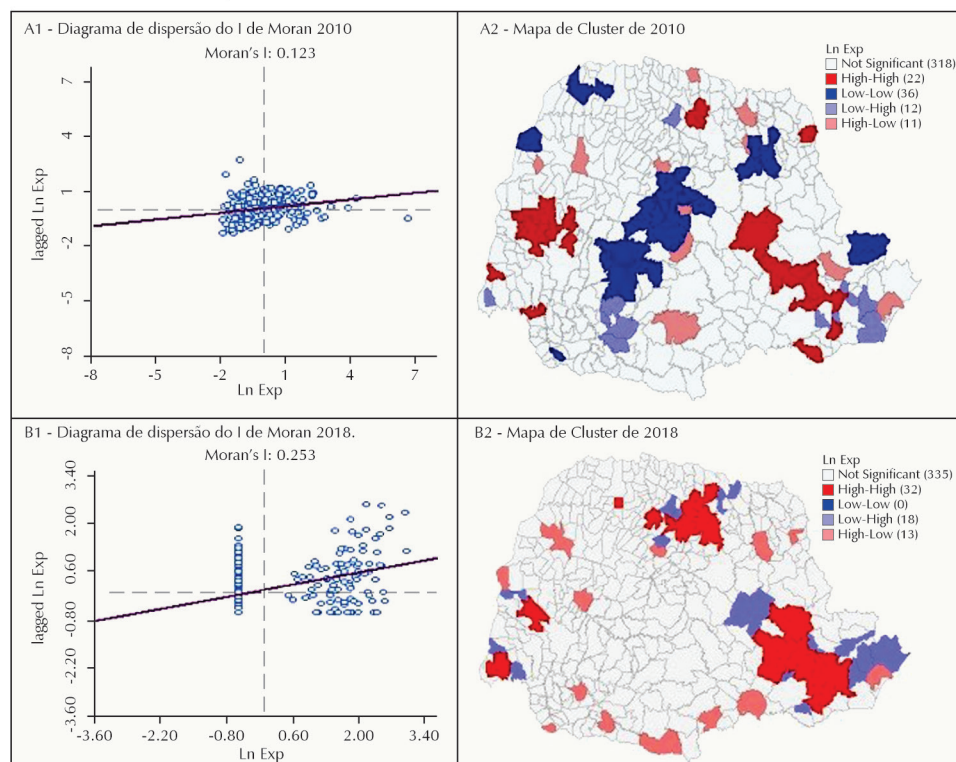 A1 - Diagrama de dispersão do I de Moran 2010
Moran's I: 0.123
7
4
1
-2
-5
-8
lagged Ln Exp
-8 -5 -2 1 4 7
Ln Exp
A2 - Mapa de Cluster de 2010
Ln Exp
Not Significant (318)
High-High (22)
Low-Low (36)
Low-High (12)
High-Low (11)
B1 - Diagrama de dispersão do I de Moran 2018.
Moran's I: 0.253
3.40
2.00
0.60
-0.80
-2.20
-3.60
lagged Ln Exp
-3.60 -2.20 -0.80 0.60 2.00 3.40
Ln Exp
B2 - Mapa de Cluster de 2018
Ln Exp
Not Significant (335)
High-High (32)
Low-Low (0)
Low-High (18)
High-Low (13)